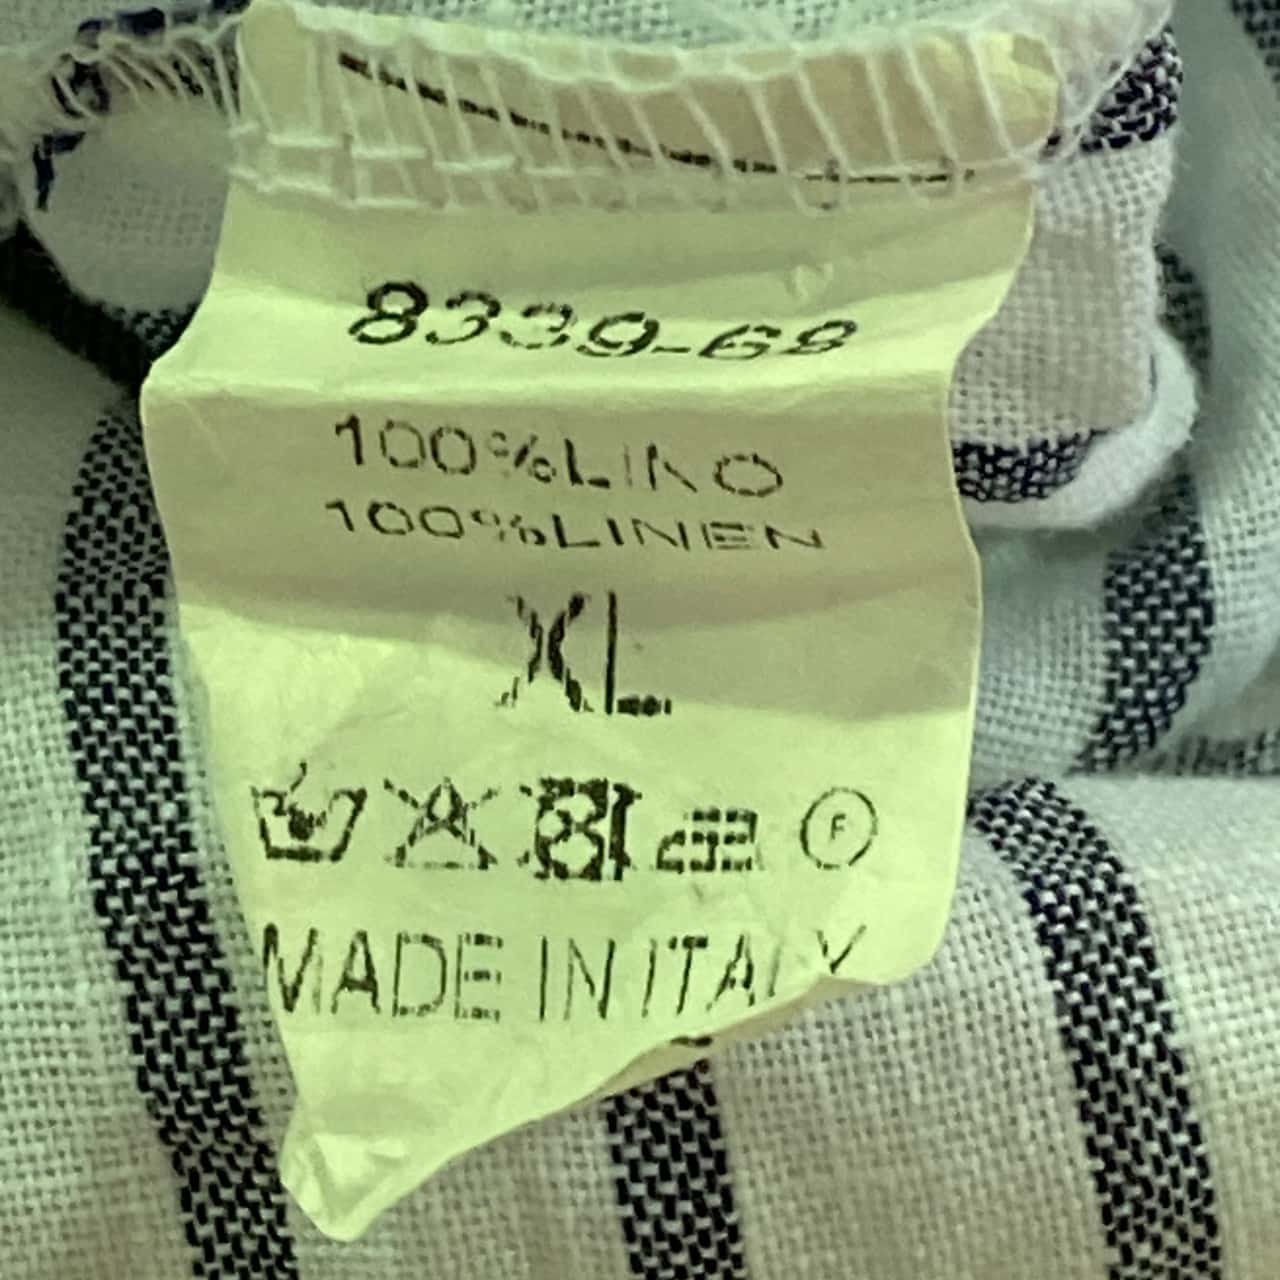 8339-68
100%LINO
100%LINEN
XL
F
MADE IN ITALY